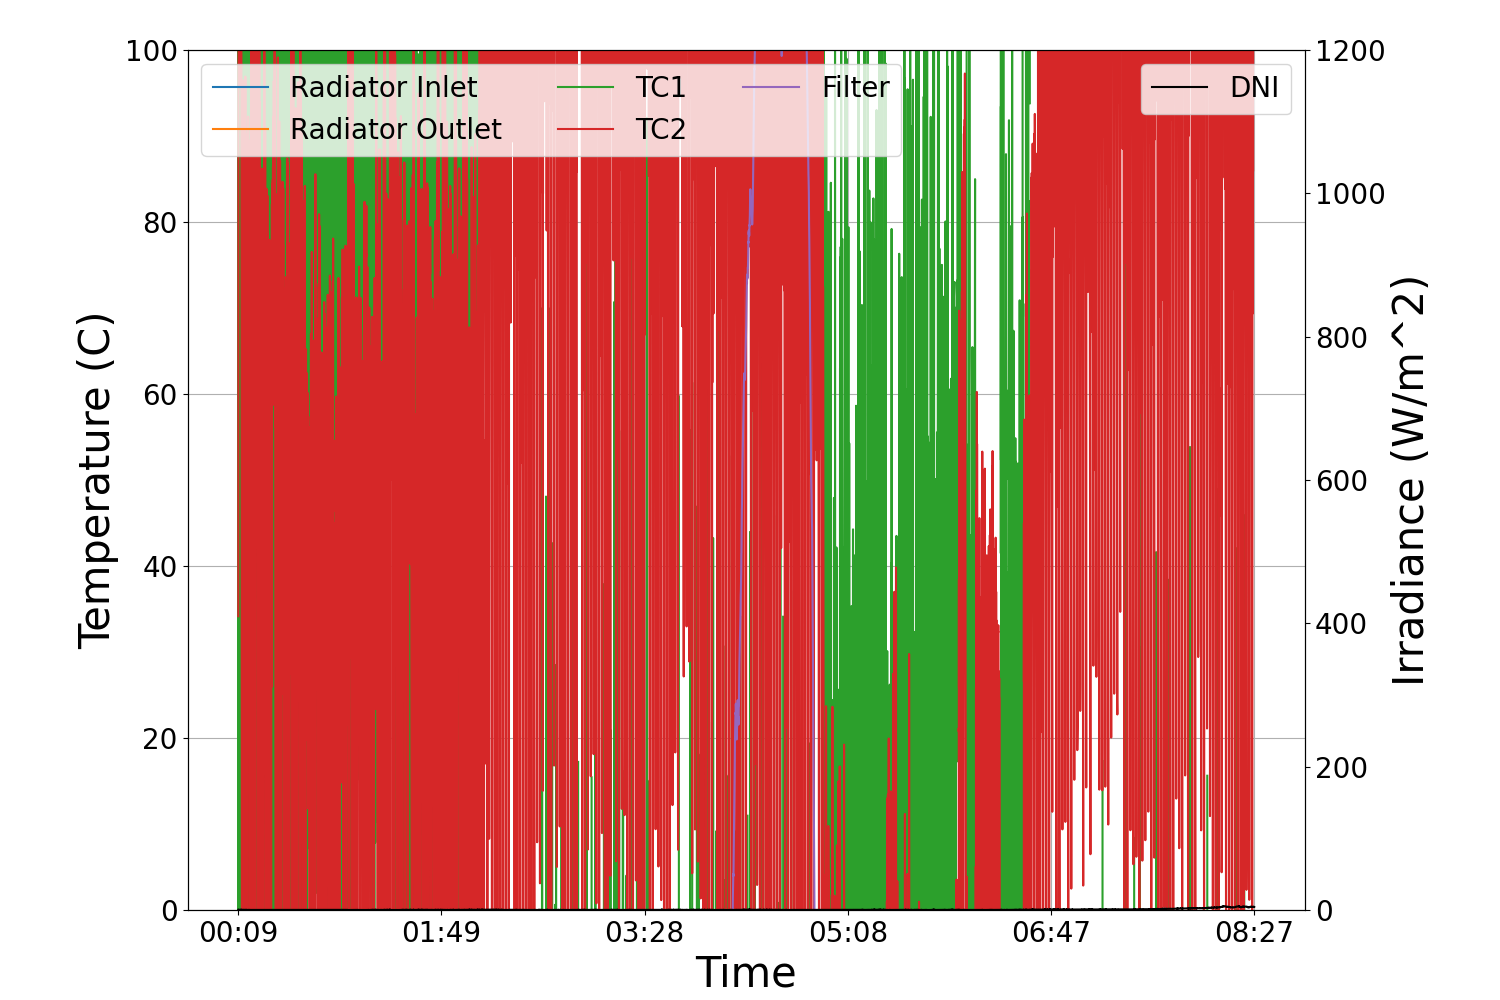 Radiator Inlet
Radiator Outlet
TC1
TC2
Filter
DNI
100
80
60
40
20
0
Temperature (C)
1200
1000
800
600
400
200
0
Irradiance (W/m^2)
00:09 01:49 03:28 05:08 06:47 08:27
Time